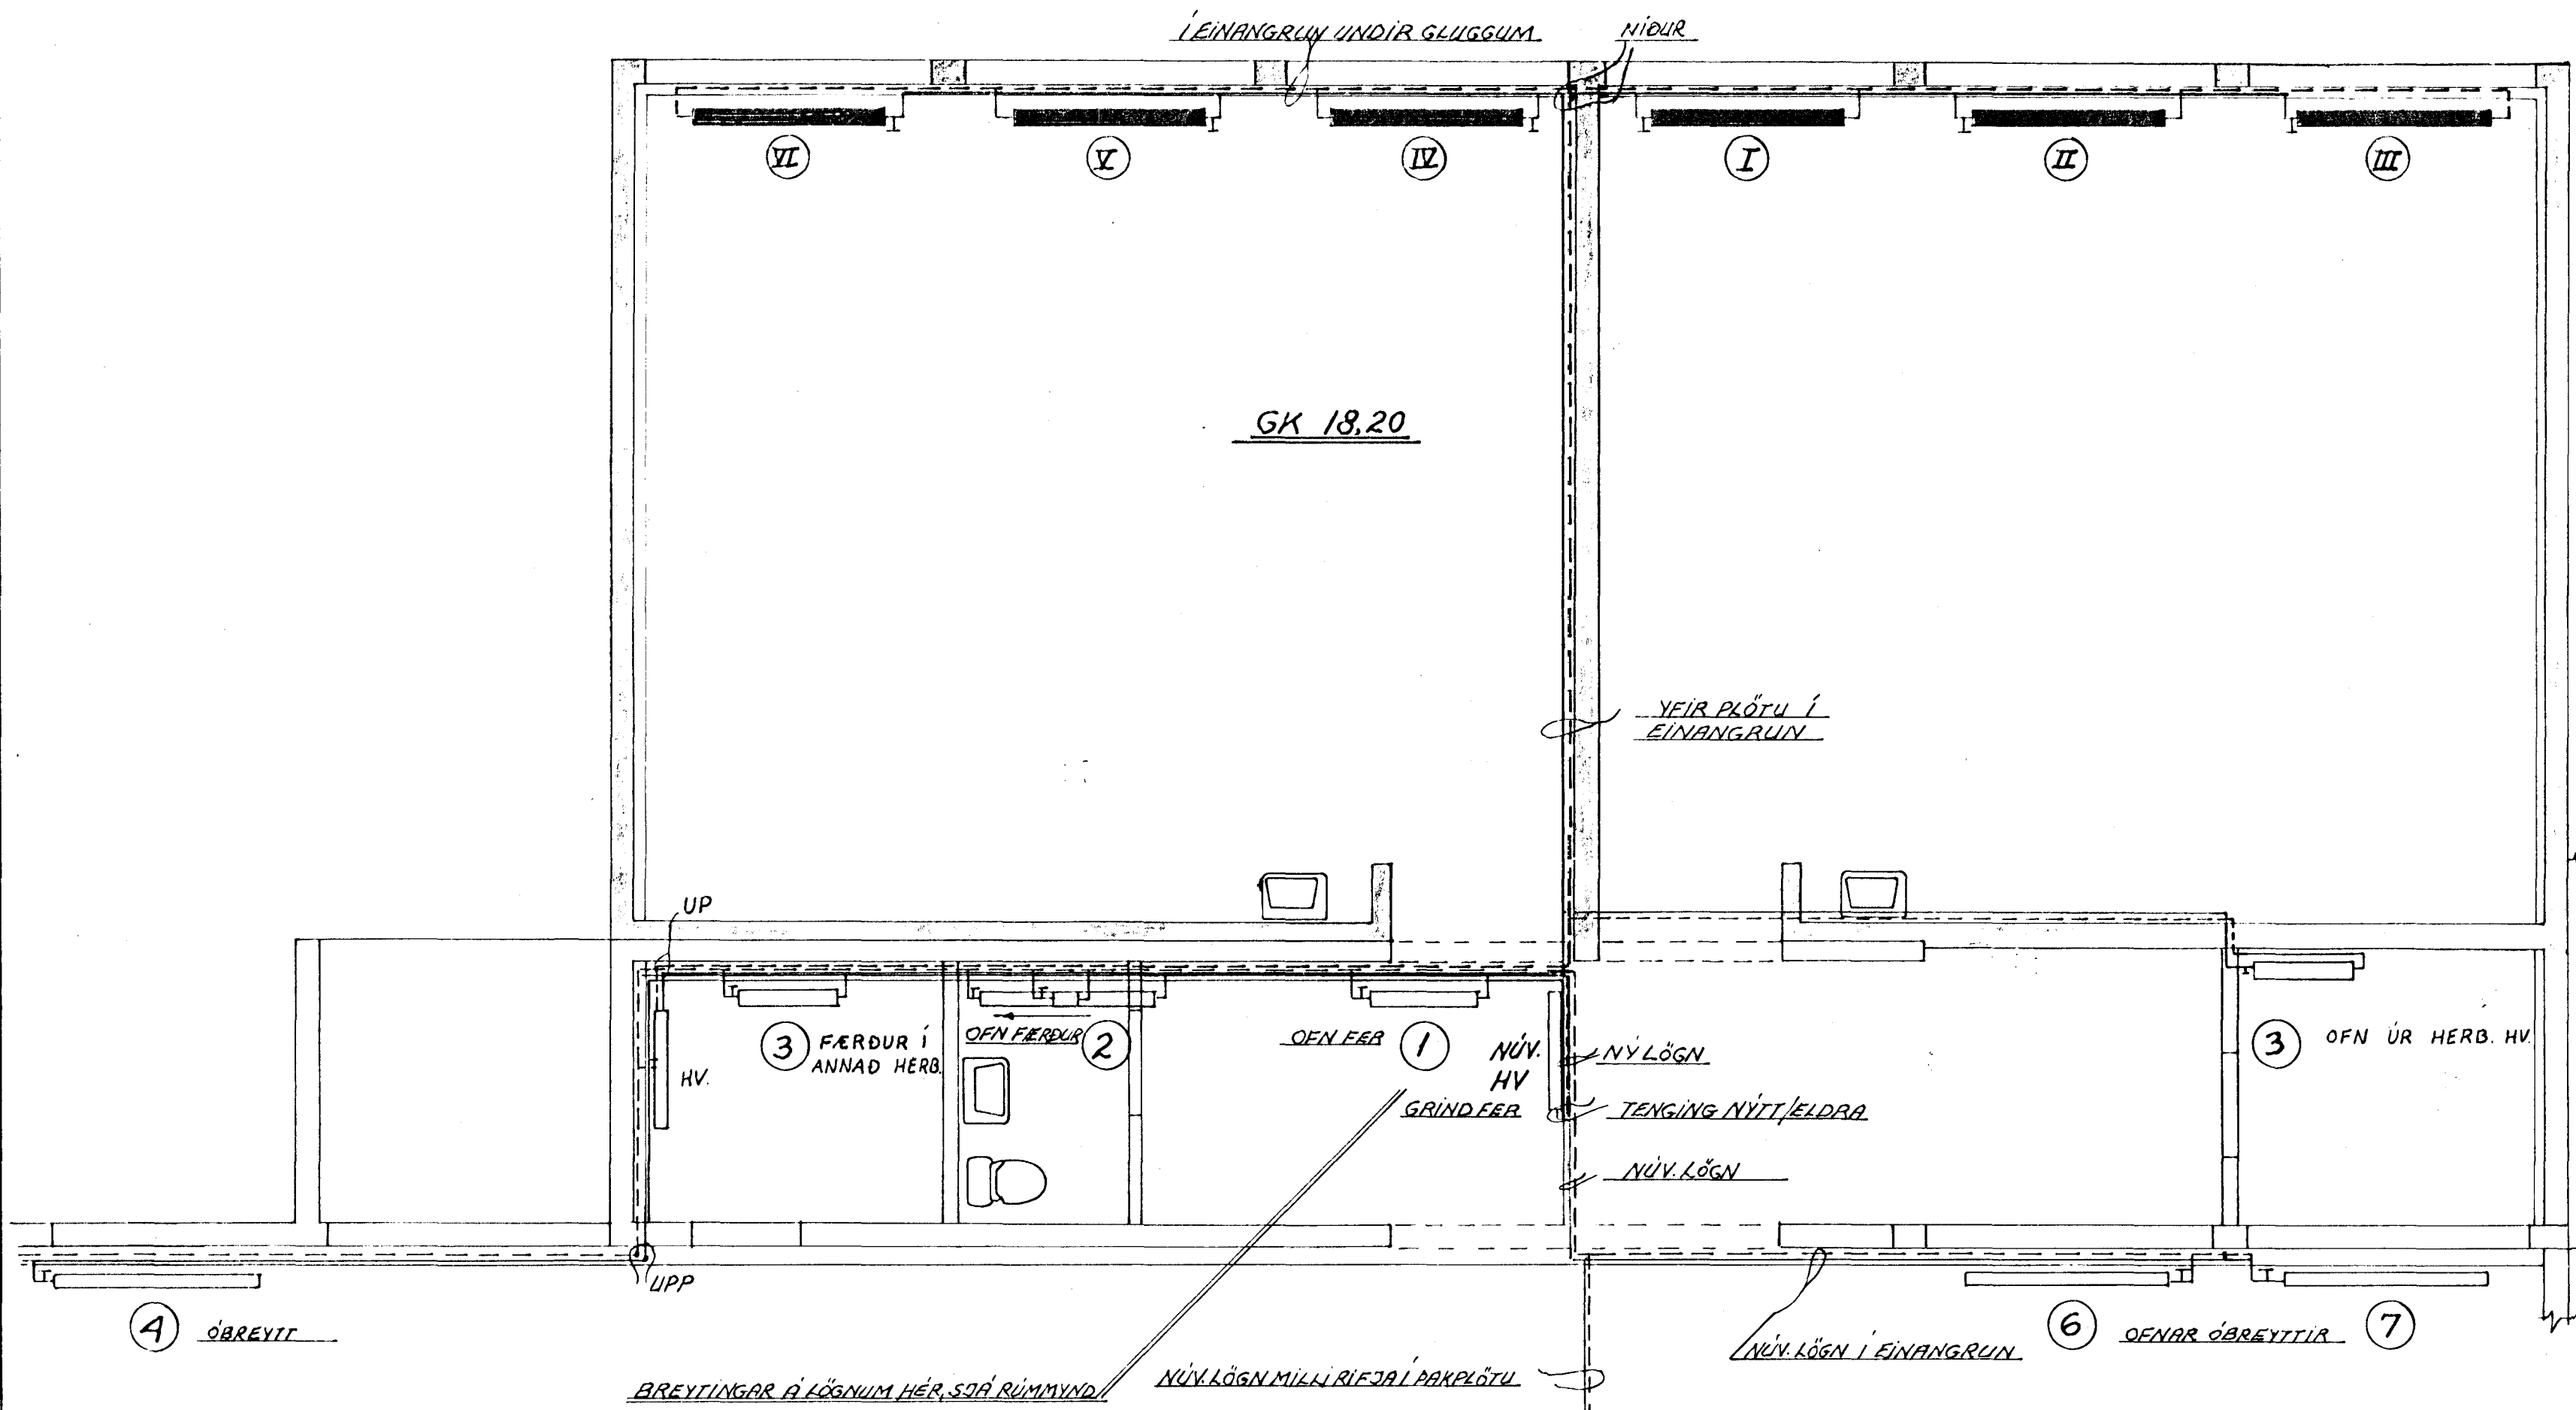 Í EINANGRUN UNDIR GLUGGUM
NIÐUR
VI
V
IV
I
II
III
GK 18,20
YFIR PLÖTU Í
EINANGRUN
UP
3 FÆRÐUR Í
ANNAÐ HERB.
HV.
OFN FÆRÐUR 2
OFN FER 1
NÚV.
HV
GRIND FER
NÝ LÖGN
TENGING NÝTT/ELDRA
NÚV. LÖGN
3 OFN ÚR HERB. HV.
UPP
4 ÓBREYTT
6 OFNAR ÓBREYTTIR 7
NÚV. LÖGN Í EINANGRUN
BREYTINGAR Á LÖGNUM HÉR, SJÁ RÚMMYND
NÚV. LÖGN MILLI RIFJA Í ÞAKPLÖTU